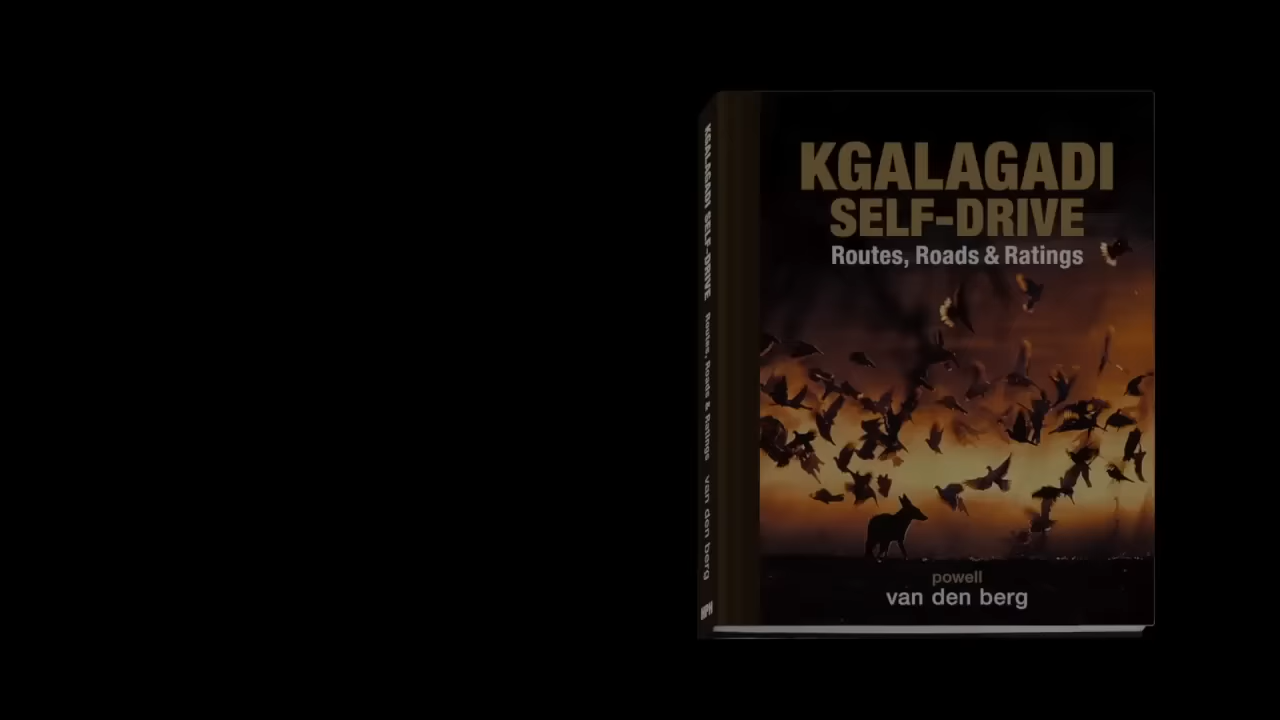 KGALAGADI SELF-DRIVE Routes, Roads & Ratings van den berg HPH
KGALAGADI
SELF-DRIVE
Routes, Roads & Ratings
powell
van den berg